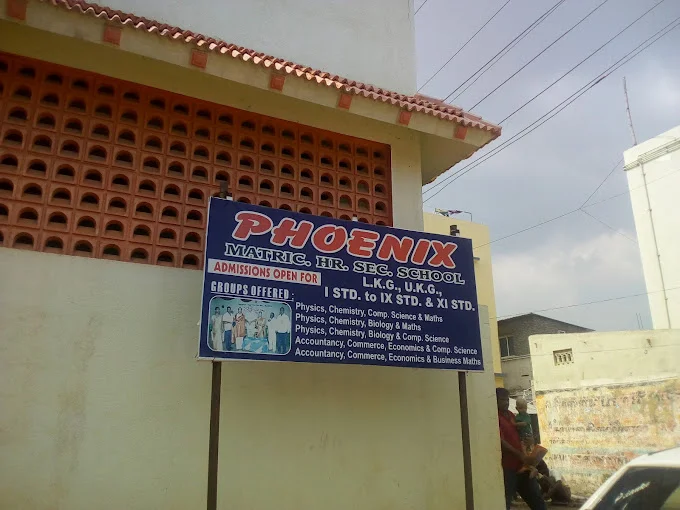 PHOENIX
MATRIC. HR. SEC. SCHOOL
ADMISSIONS OPEN FOR
L.K.G., U.K.G.,
I STD. to IX STD. & XI STD.
GROUPS OFFERED :
Physics, Chemistry, Comp. Science & Maths
Physics, Chemistry, Biology & Maths
Physics, Chemistry, Biology & Comp. Science
Accountancy, Commerce, Economics & Comp. Science
Accountancy, Commerce, Economics & Business Maths